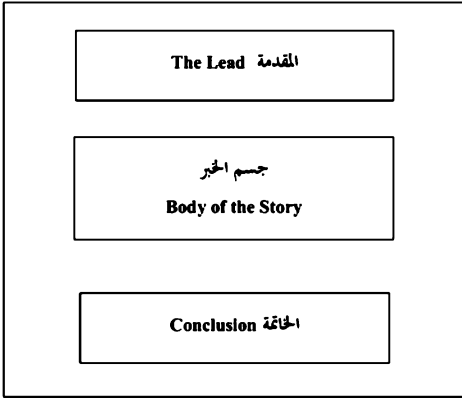 The Lead المقدمة
جسم الخبر
Body of the Story
Conclusion الخاتمة